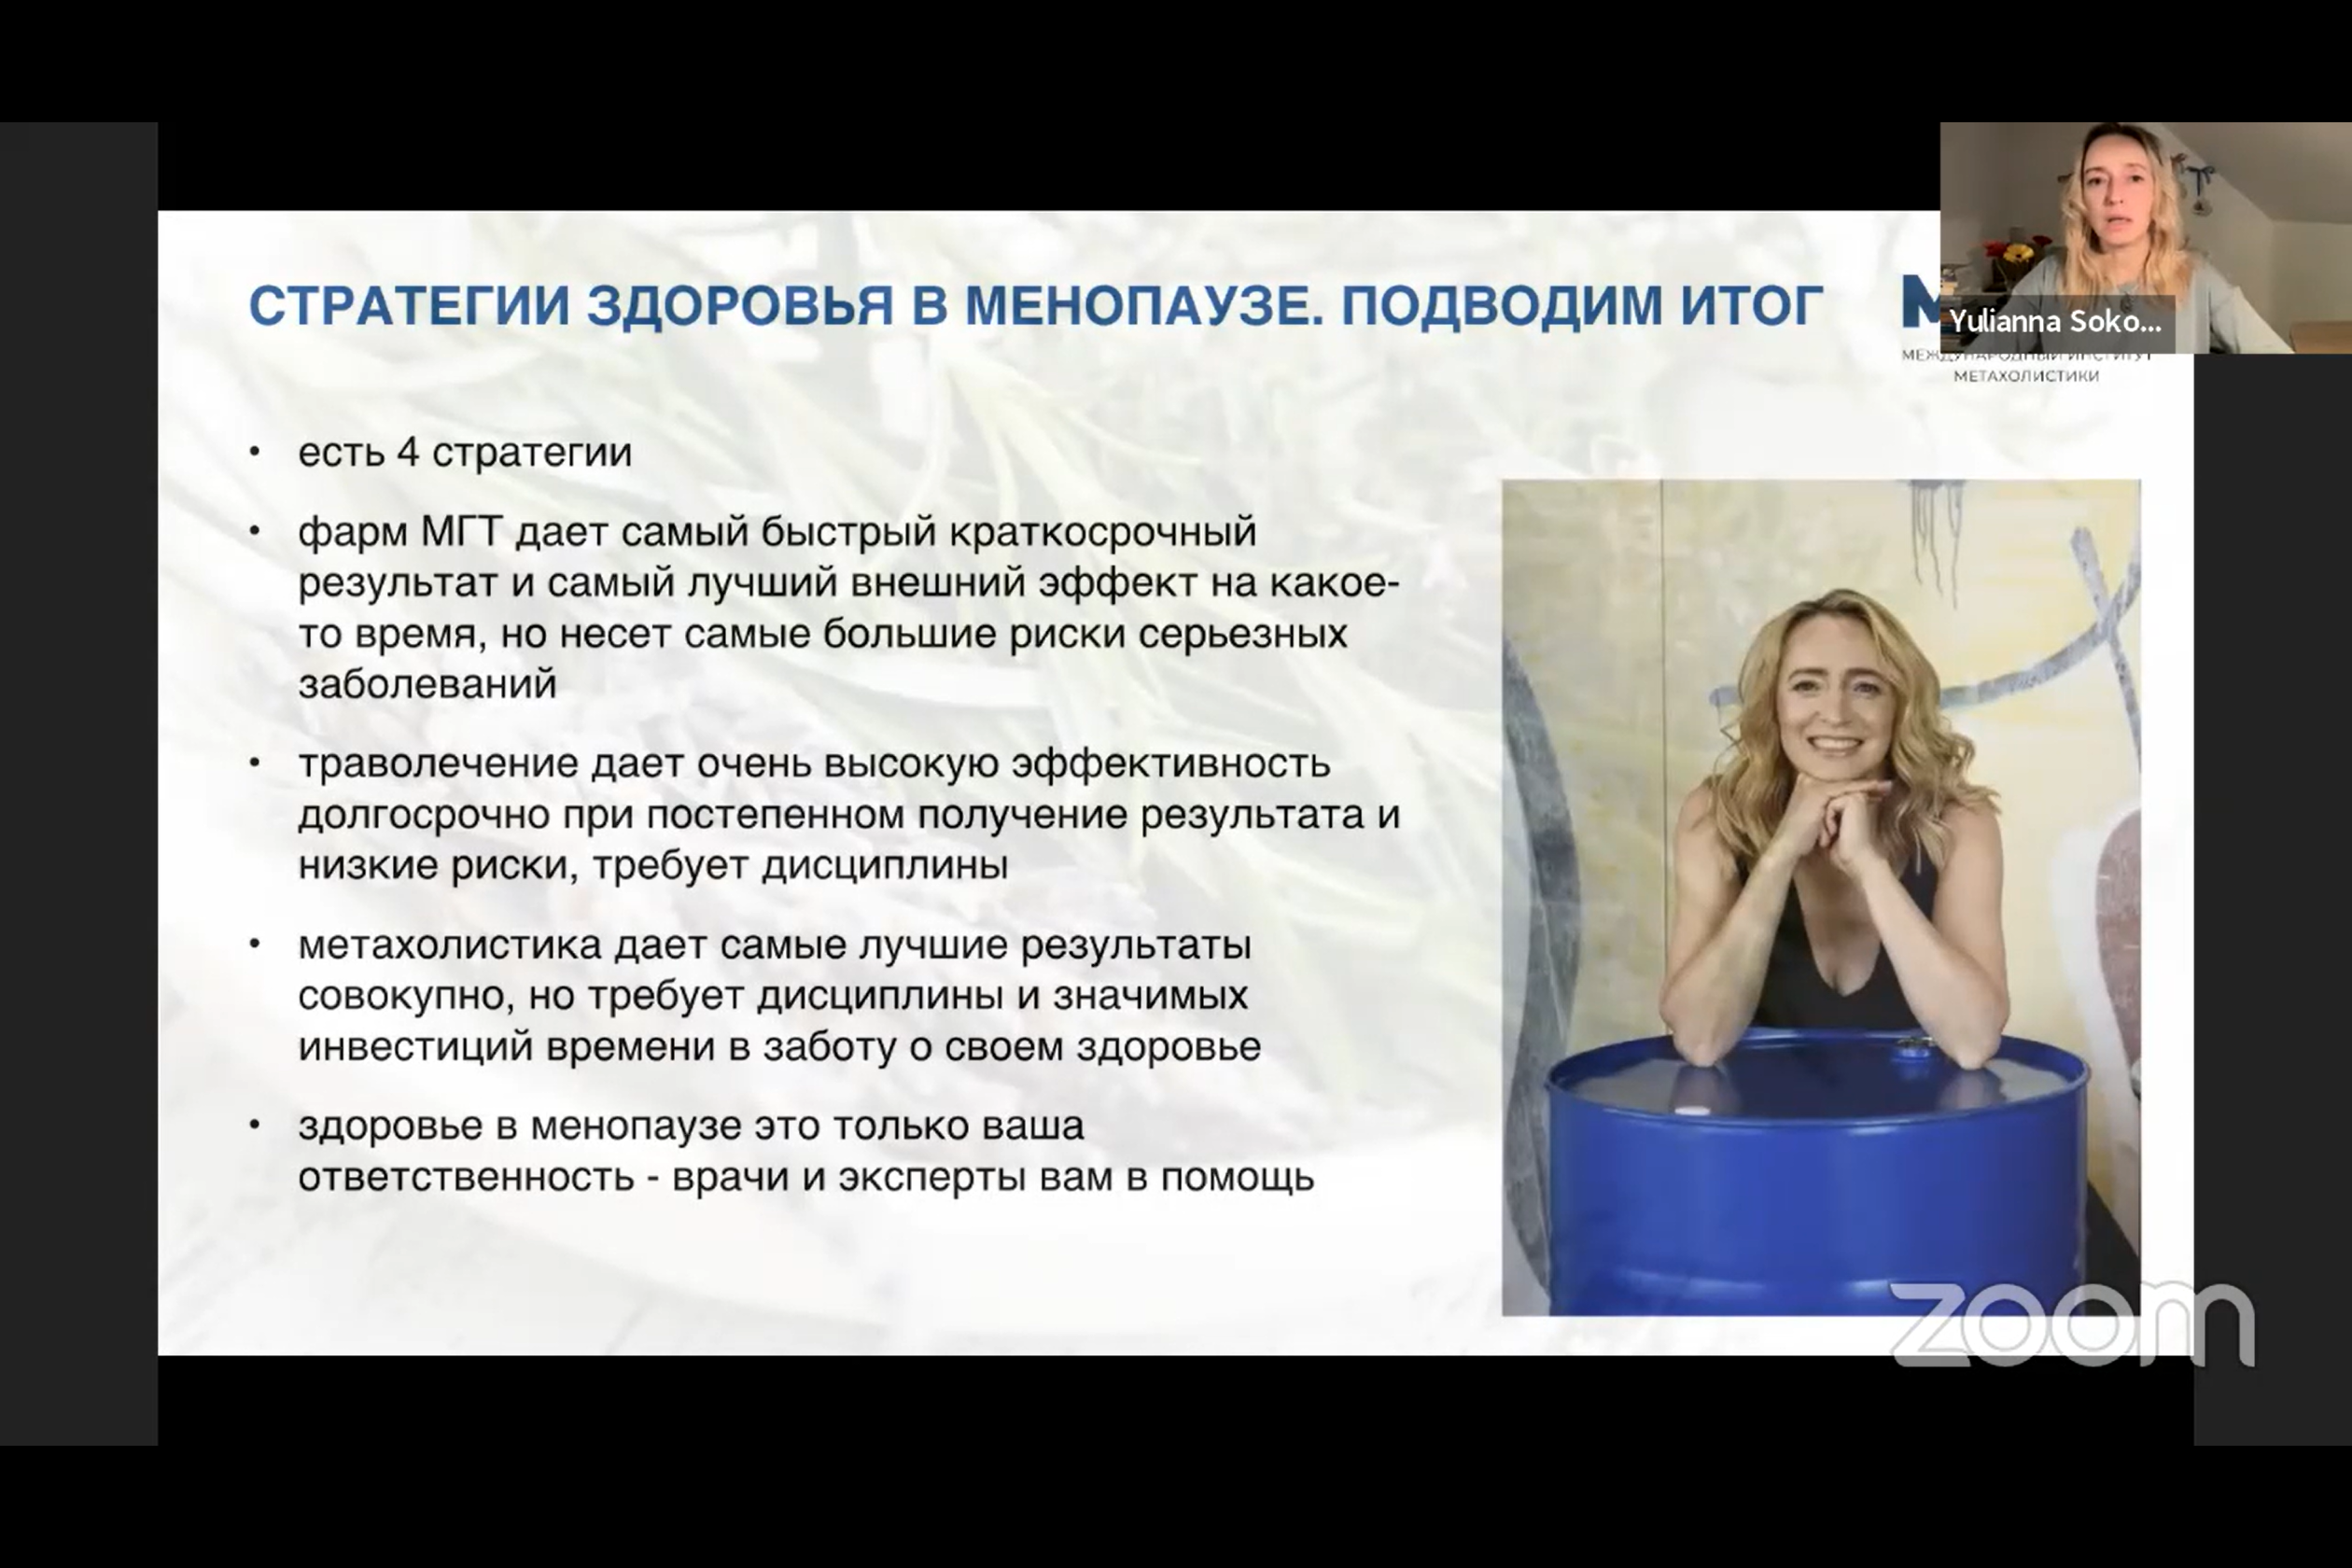 СТРАТЕГИИ ЗДОРОВЬЯ В МЕНОПАУЗЕ. ПОДВОДИМ ИТОГ
Yulianna Soko...
МЕЖДУНАРОДНЫЙ ИНСТИТУТ
МЕТАХОЛИСТИКИ
• есть 4 стратегии
• фарм МГТ дает самый быстрый краткосрочный
результат и самый лучший внешний эффект на какое-
то время, но несет самые большие риски серьезных
заболеваний
• траволечение дает очень высокую эффективность
долгосрочно при постепенном получение результата и
низкие риски, требует дисциплины
• метахолистика дает самые лучшие результаты
совокупно, но требует дисциплины и значимых
инвестиций времени в заботу о своем здоровье
• здоровье в менопаузе это только ваша
ответственность - врачи и эксперты вам в помощь
zoom